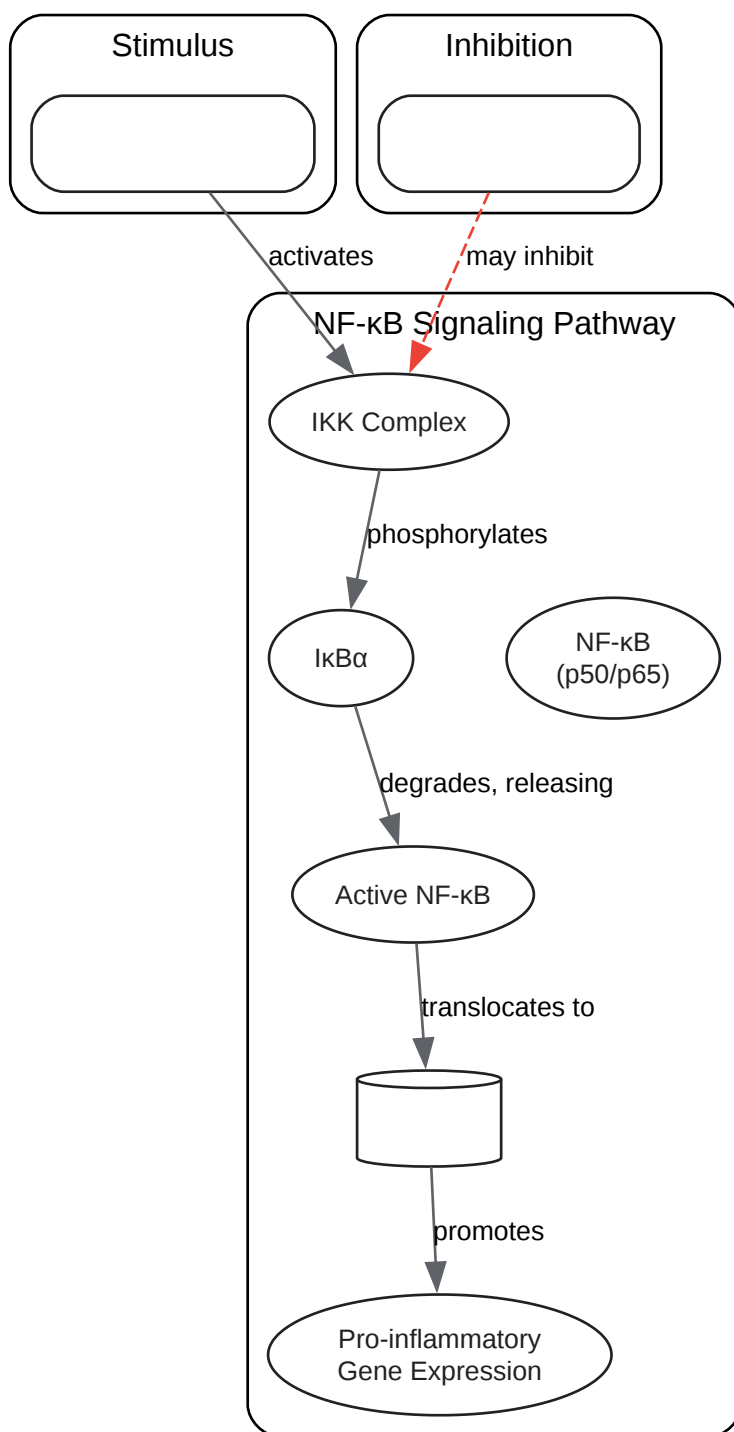 Stimulus
Inhibition
activates
may inhibit
NF-κB Signaling Pathway
IKK Complex
phosphorylates
IκBα
NF-κB
(p50/p65)
degrades, releasing
Active NF-κB
translocates to
promotes
Pro-inflammatory
Gene Expression